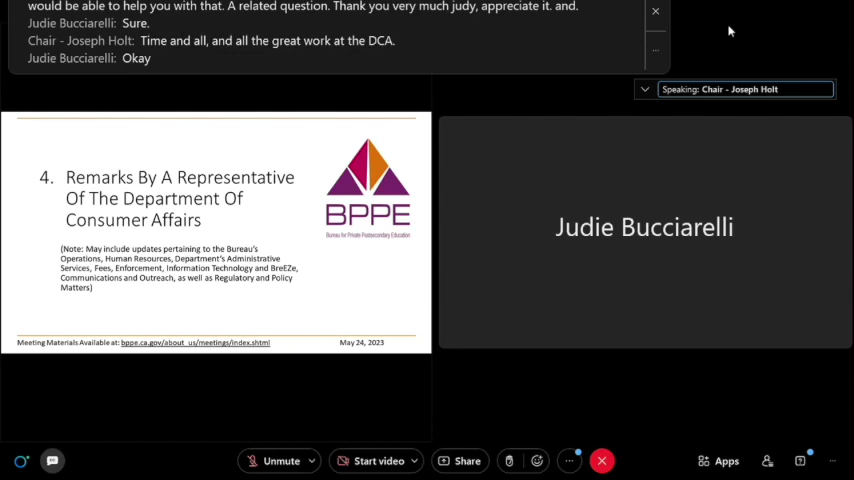 would be able to help you with that. A related question. Thank you very much judy, appreciate it. and.
Judie Bucciarelli: Sure.
Chair - Joseph Holt: Time and all, and all the great work at the DCA.
Judie Bucciarelli: Okay
Speaking: Chair - Joseph Holt
4. Remarks By A Representative
Of The Department Of
Consumer Affairs
(Note: May include updates pertaining to the Bureau's
Operations, Human Resources, Department's Administrative
Services, Fees, Enforcement, Information Technology and BreEZe,
Communications and Outreach, as well as Regulatory and Policy
Matters)
BPPE
Bureau for Private Postsecondary Education
Meeting Materials Available at: bppe.ca.gov/about_us/meetings/index.shtml
May 24, 2023
Judie Bucciarelli
Unmute
Start video
Share
Apps